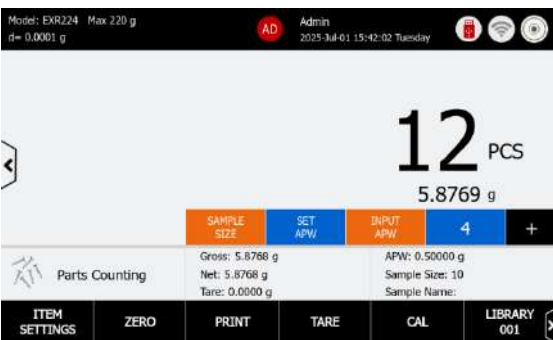 Model: EXR224 Max 220 g
d= 0.0001 g
AD
Admin
2025-Jul-01 15:42:02 Tuesday
12 PCS
5.8769 g
SAMPLE SIZE
SET APW
INPUT APW
4
+
Parts Counting
Gross: 5.8768 g
Net: 5.8768 g
Tare: 0.0000 g
APW: 0.50000 g
Sample Size: 10
Sample Name:
ITEM SETTINGS
ZERO
PRINT
TARE
CAL
LIBRARY 001